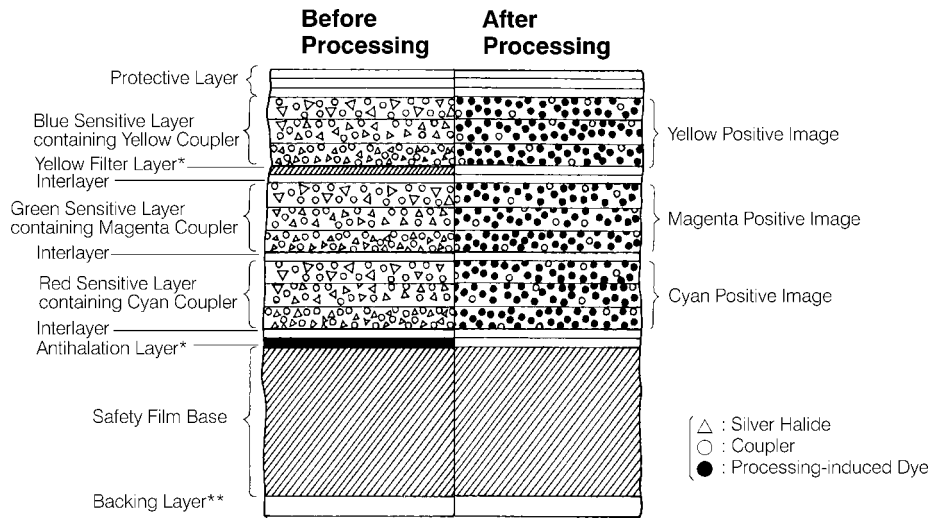 Before
Processing
After
Processing
Protective Layer
Blue Sensitive Layer
containing Yellow Coupler
Yellow Filter Layer*
Interlayer
Green Sensitive Layer
containing Magenta Coupler
Interlayer
Red Sensitive Layer
containing Cyan Coupler
Interlayer
Antihalation Layer*
Safety Film Base
Backing Layer**
Yellow Positive Image
Magenta Positive Image
Cyan Positive Image
△ : Silver Halide
○ : Coupler
● : Processing-induced Dye